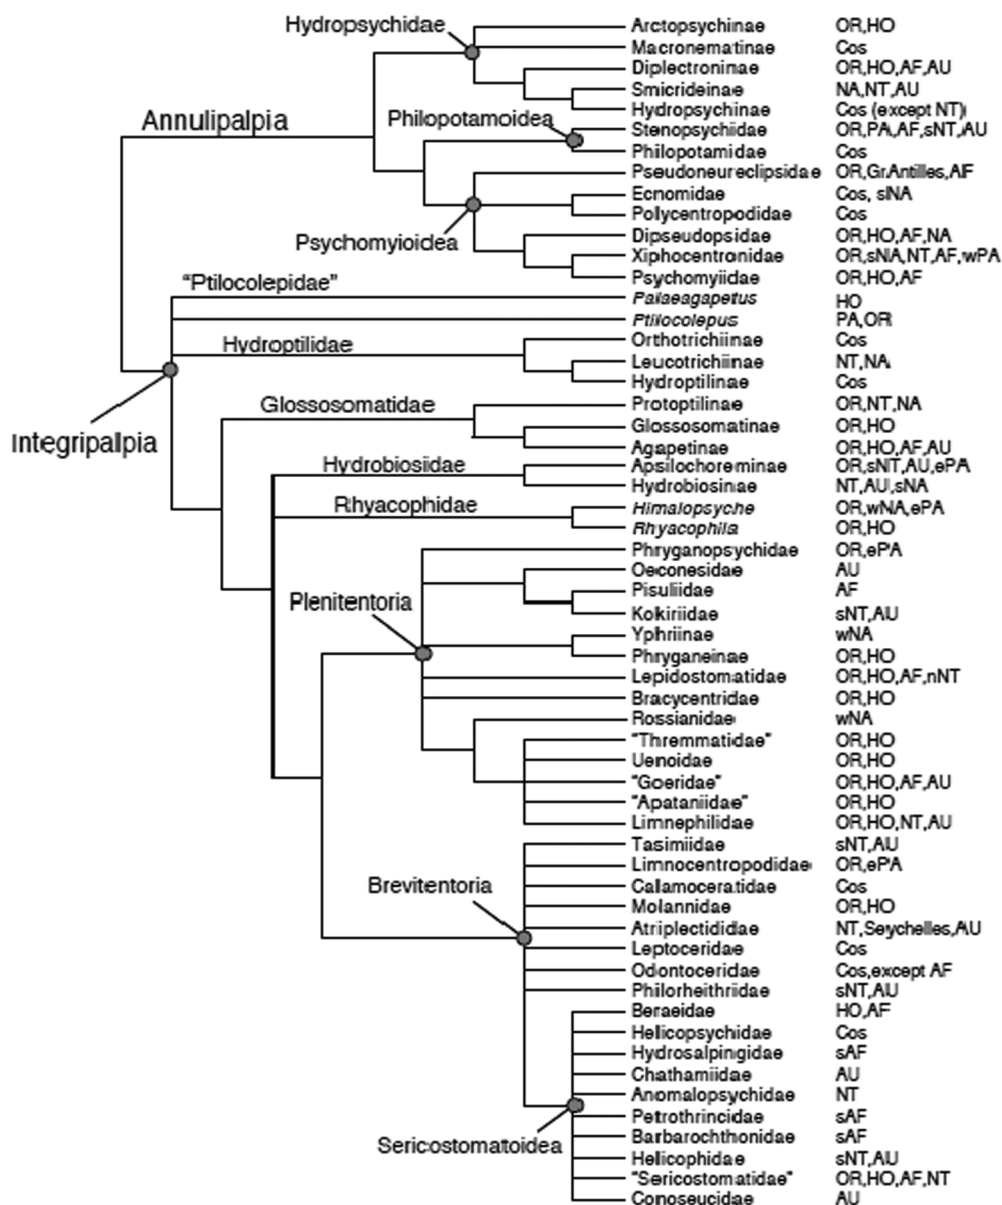 Hydropsychidae
Arctopsychinae OR,HO
Macronematinae Cos
Diplectroninae OR,HO,AF,AU
Annulipalpia
Smicrideinae NA,NT,AU
Hydropsychinae Cos (except NT)
Philopotamoidea
Stenopsychidae OR,PA,AF,sNT,AU
Philopotamidae Cos
Pseudoneureclipsidae OR,GrAntilles,AF
Ecnomidae Cos, sNA
Polycentropodidae Cos
Psychomyioidea
Dipseudopsidae OR,HO,AF,NA
Xiphocentronidae OR,sNA,NT,AF,wPA
Psychomyiidae OR,HO,AF
"Ptilocolepidae"
Palaeagapetus HO
Ptilocolepus PA,OR
Hydroptilidae
Orthotrichiinae Cos
Leucotrichiinae NT,NA
Hydroptilinae Cos
Integripalpia
Glossosomatidae
Protoptilinae OR,NT,NA
Glossosomatinae OR,HO
Agapetinae OR,HO,AF,AU
Hydrobiosidae
Apsilochoreminae OR,sNT,AU,ePA
Hydrobiosinae NT,AU,sNA
Rhyacophidae
Himalopsyche OR,wNA,ePA
Rhyacophila OR,HO
Phryganopsychidae OR,ePA
Oeconesidae AU
Plenitentoria
Pisuliidae AF
Kokiriidae sNT,AU
Yphriinae wNA
Phryganeinae OR,HO
Lepidostomatidae OR,HO,AF,nNT
Bracycentridae OR,HO
Rossianidae wNA
"Thremmatidae" OR,HO
Uenoidae OR,HO
"Goeridae" OR,HO,AF,AU
"Apataniidae" OR,HO
Limnephilidae OR,HO,NT,AU
Tasimiidae sNT,AU
Limnocentropodidae OR,ePA
Brevitentoria
Calamoceratidae Cos
Molannidae OR,HO
Atriplectididae NT,Seychelles,AU
Leptoceridae Cos
Odontoceridae Cos,except AF
Philorheithriidae sNT,AU
Beraeidae HO,AF
Helicopsychidae Cos
Hydrosalpingidae sAF
Chathamiidae AU
Anomalopsychidae NT
Petrothrincidae sAF
Barbarochthonidae sAF
Sericostomatoidea
Helicophidae sNT,AU
"Sericostomatidae" OR,HO,AF,NT
Conoseucidae AU